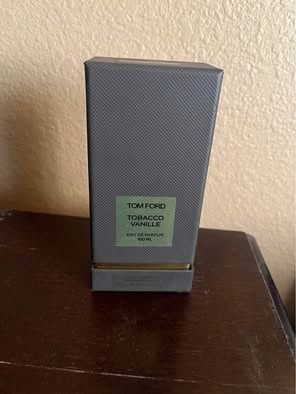 TOM FORD
TOBACCO
VANILLE
EAU DE PARFUM
100 ML